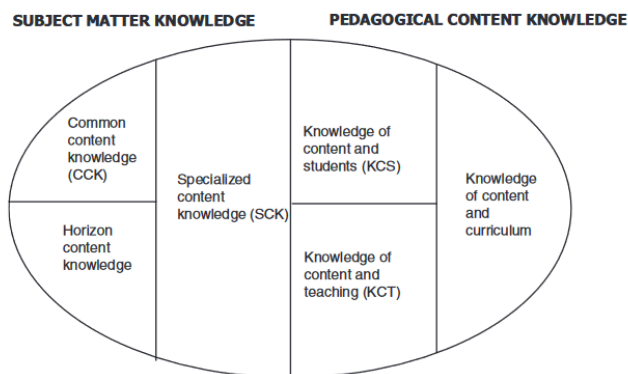 SUBJECT MATTER KNOWLEDGE
PEDAGOGICAL CONTENT KNOWLEDGE
Common
content
knowledge
(CCK)
Horizon
content
knowledge
Specialized
content
knowledge (SCK)
Knowledge of
content and
students (KCS)
Knowledge of
content and
teaching (KCT)
Knowledge
of content
and
curriculum